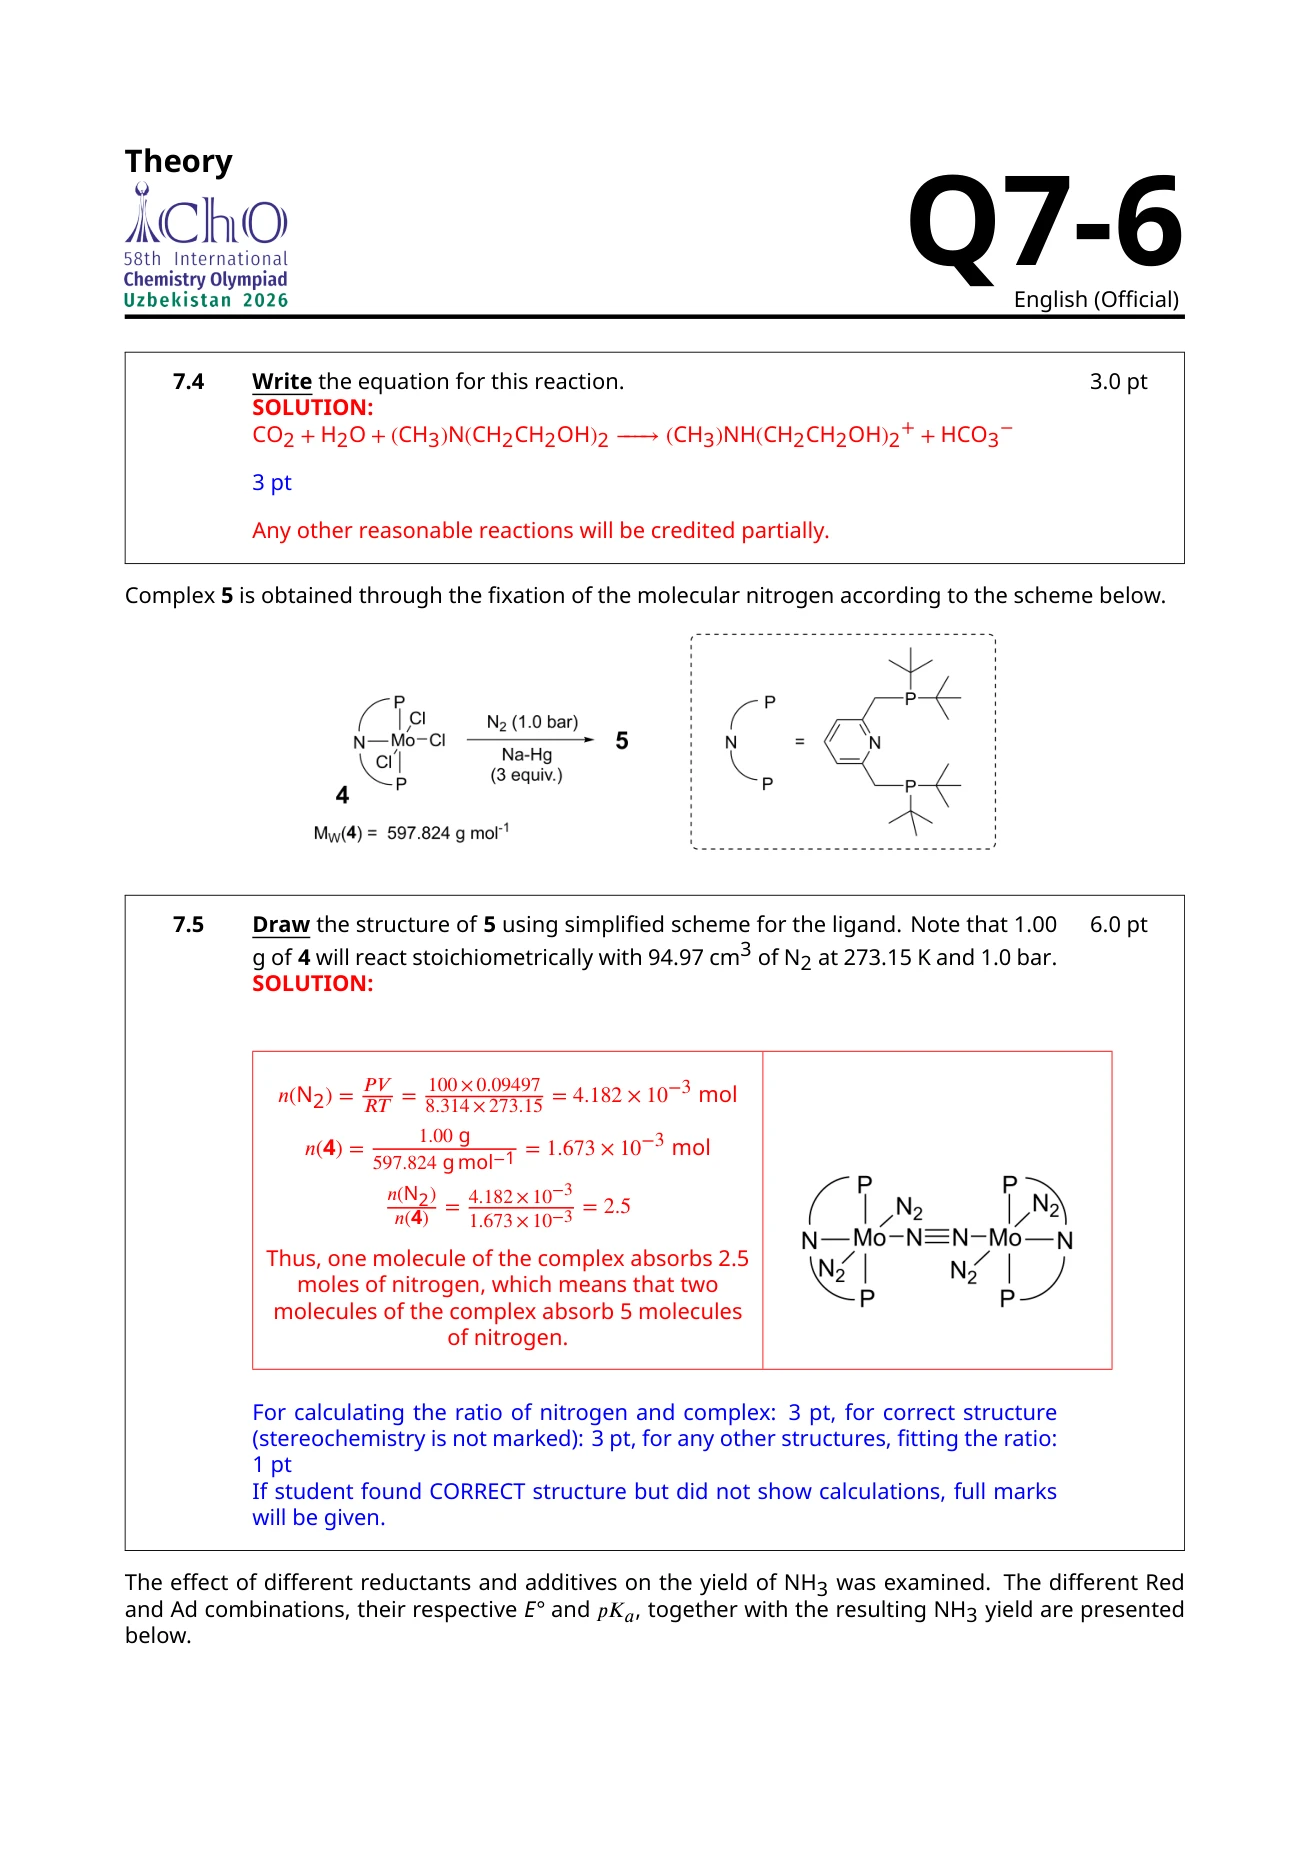 Theory
IChO
58th International
Chemistry Olympiad
Uzbekistan 2026
Q7-6
English (Official)
7.4 Write the equation for this reaction. 3.0 pt
SOLUTION:
CO₂ + H₂O + (CH₃)N(CH₂CH₂OH)₂ ⟶ (CH₃)NH(CH₂CH₂OH)₂⁺ + HCO₃⁻
3 pt
Any other reasonable reactions will be credited partially.
Complex 5 is obtained through the fixation of the molecular nitrogen according to the scheme below.
P
Cl
N—Mo–Cl
Cl
P
4
M_W(4) = 597.824 g mol⁻¹
N₂ (1.0 bar)
Na-Hg
(3 equiv.)
5
P
N
P
=
P
N
P
7.5 Draw the structure of 5 using simplified scheme for the ligand. Note that 1.00 6.0 pt
g of 4 will react stoichiometrically with 94.97 cm³ of N₂ at 273.15 K and 1.0 bar.
SOLUTION:
n(N₂) = PV/RT = 100×0.09497/8.314×273.15 = 4.182 × 10⁻³ mol
n(4) = 1.00 g/597.824 g mol⁻¹ = 1.673 × 10⁻³ mol
n(N₂)/n(4) = 4.182×10⁻³/1.673×10⁻³ = 2.5
Thus, one molecule of the complex absorbs 2.5
moles of nitrogen, which means that two
molecules of the complex absorb 5 molecules
of nitrogen.
P P
N₂ N₂
N—Mo–N≡N–Mo—N
N₂ N₂
P P
For calculating the ratio of nitrogen and complex: 3 pt, for correct structure
(stereochemistry is not marked): 3 pt, for any other structures, fitting the ratio:
1 pt
If student found CORRECT structure but did not show calculations, full marks
will be given.
The effect of different reductants and additives on the yield of NH₃ was examined. The different Red
and Ad combinations, their respective E° and pKₐ, together with the resulting NH₃ yield are presented
below.